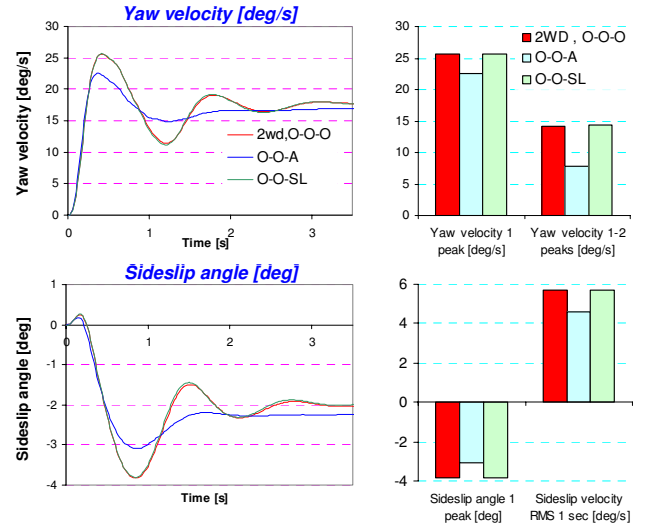 Yaw velocity [deg/s]
Yaw velocity [deg/s]
30
25
20
15
10
5
0
2wd,O-O-O
O-O-A
O-O-SL
0 1 2 3
Time [s]
30
25
20
15
10
5
0
2WD , O-O-O
O-O-A
O-O-SL
Yaw velocity 1
peak [deg/s]
Yaw velocity 1-2
peaks [deg/s]
Sideslip angle [deg]
Sideslip angle [deg]
1
0
-1
-2
-3
-4
0 1 2 3
Time [s]
6
4
2
0
-2
-4
Sideslip angle 1
peak [deg]
Sideslip velocity
RMS 1 sec [deg/s]